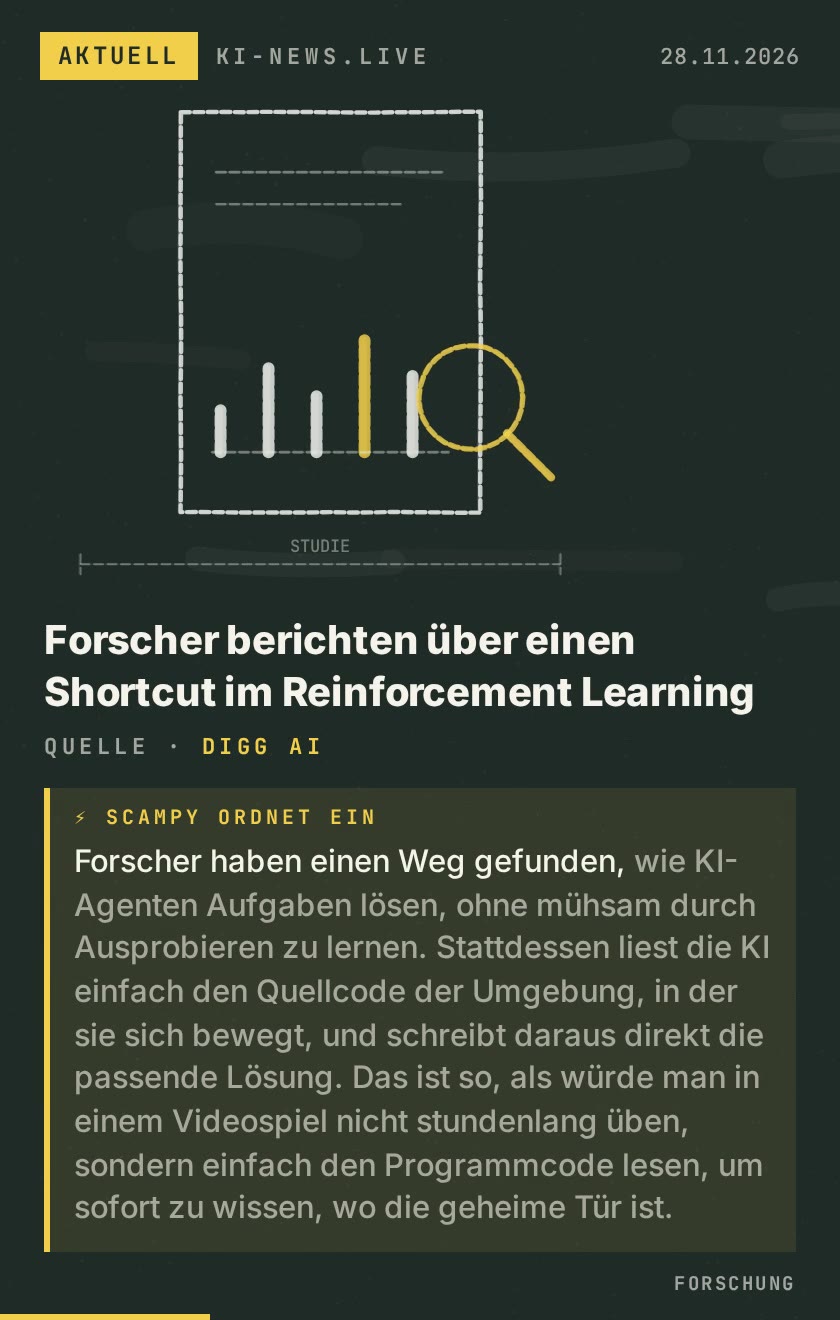 AKTUELL KI-NEWS.LIVE 28.11.2026
STUDIE
Forscher berichten über einen
Shortcut im Reinforcement Learning
QUELLE · DIGG AI
⚡ SCAMPY ORDNET EIN
Forscher haben einen Weg gefunden, wie KI-
Agenten Aufgaben lösen, ohne mühsam durch
Ausprobieren zu lernen. Stattdessen liest die KI
einfach den Quellcode der Umgebung, in der
sie sich bewegt, und schreibt daraus direkt die
passende Lösung. Das ist so, als würde man in
einem Videospiel nicht stundenlang üben,
sondern einfach den Programmcode lesen, um
sofort zu wissen, wo die geheime Tür ist.
FORSCHUNG